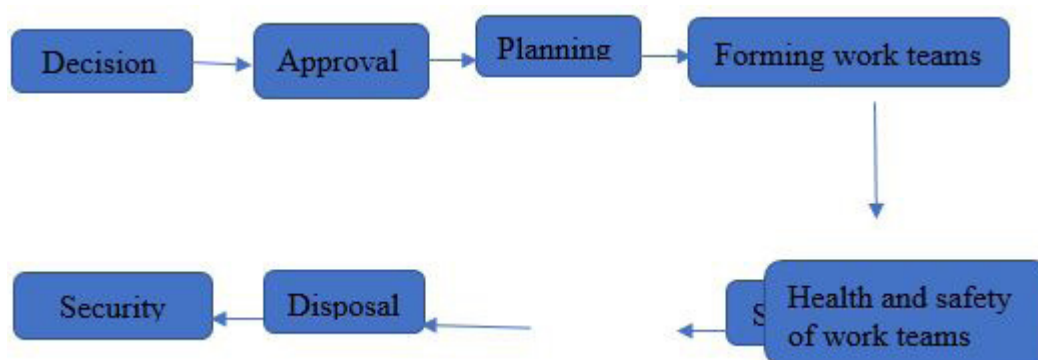 Decision
Approval
Planning
Forming work teams
Health and safety
of work teams
S
Disposal
Security